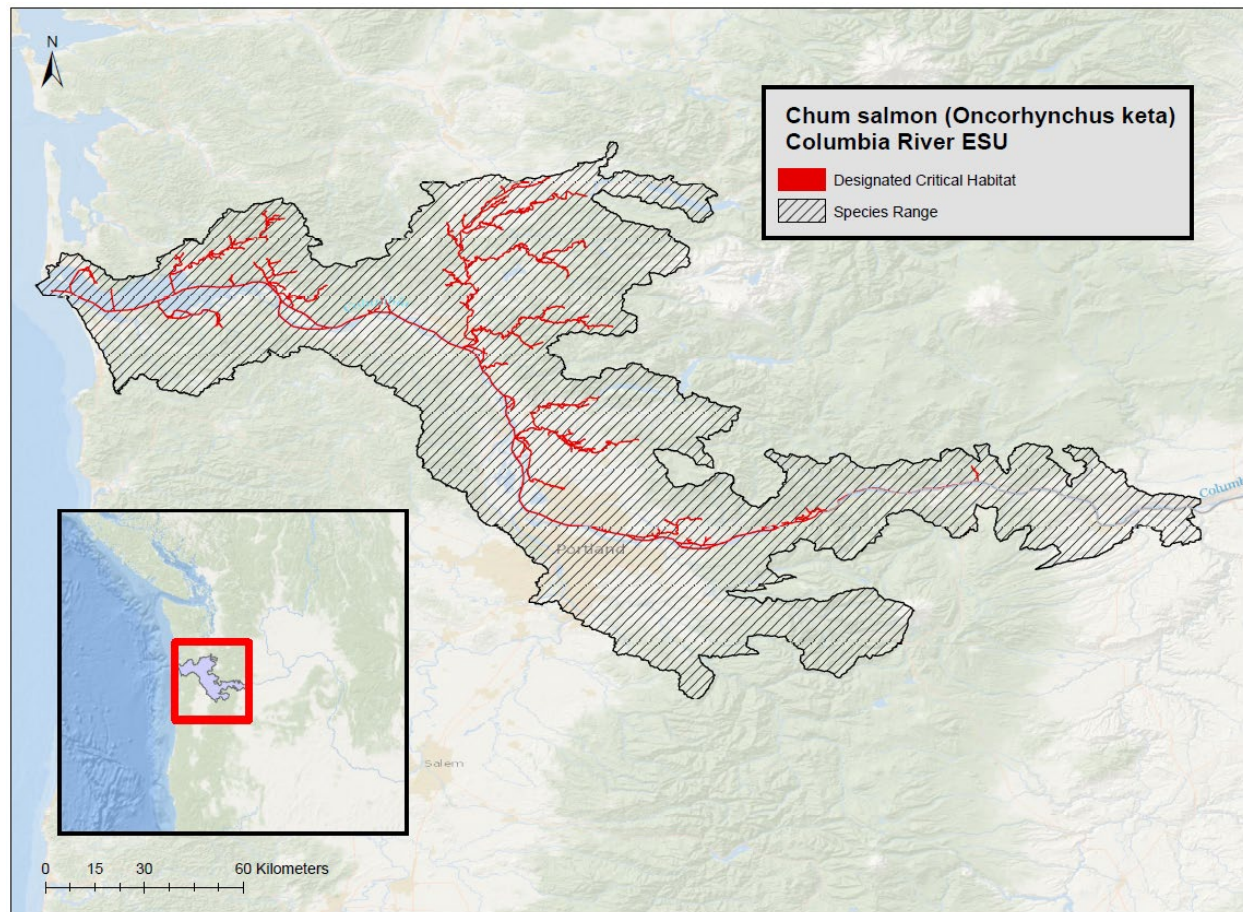 N
Chum salmon (Oncorhynchus keta)
Columbia River ESU
Designated Critical Habitat
Species Range
Columb
Portland
Salem
0 15 30 60 Kilometers